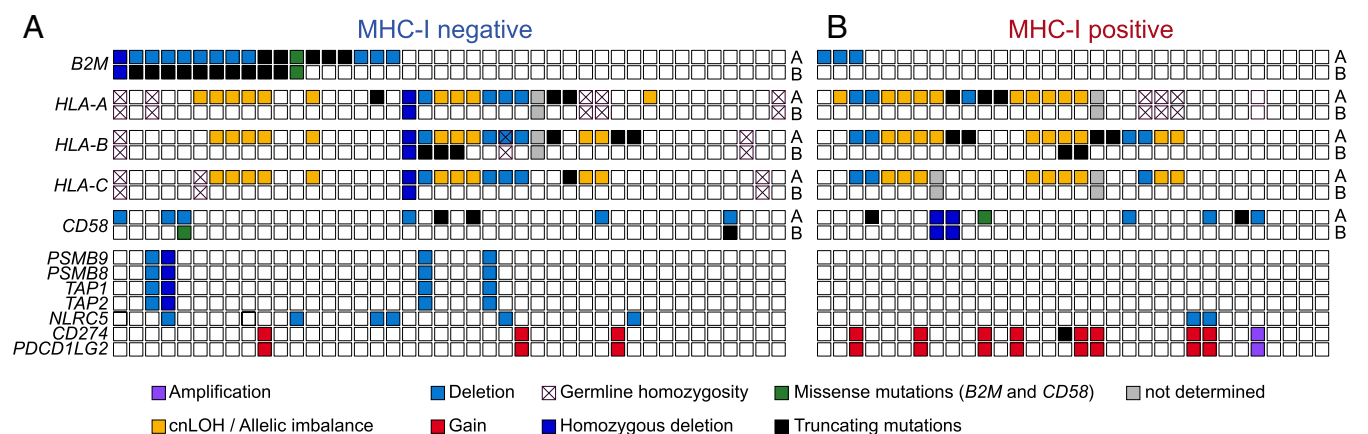 A MHC-I negative B MHC-I positive
B2M A B A B
HLA-A A B A B
HLA-B A B A B
HLA-C A B A B
CD58 A B A B
PSMB9
PSMB8
TAP1
TAP2
NLRC5
CD274
PDCD1LG2
Amplification Deletion Germline homozygosity Missense mutations (B2M and CD58) not determined
cnLOH / Allelic imbalance Gain Homozygous deletion Truncating mutations